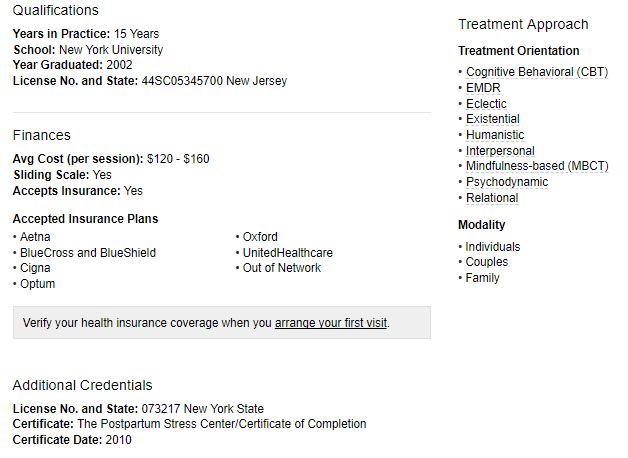 Qualifications
Years in Practice: 15 Years
School: New York University
Year Graduated: 2002
License No. and State: 44SC05345700 New Jersey
Finances
Avg Cost (per session): $120 - $160
Sliding Scale: Yes
Accepts Insurance: Yes
Accepted Insurance Plans
• Aetna
• BlueCross and BlueShield
• Cigna
• Optum
• Oxford
• UnitedHealthcare
• Out of Network
Verify your health insurance coverage when you arrange your first visit.
Additional Credentials
License No. and State: 073217 New York State
Certificate: The Postpartum Stress Center/Certificate of Completion
Certificate Date: 2010
Treatment Approach
Treatment Orientation
• Cognitive Behavioral (CBT)
• EMDR
• Eclectic
• Existential
• Humanistic
• Interpersonal
• Mindfulness-based (MBCT)
• Psychodynamic
• Relational
Modality
• Individuals
• Couples
• Family